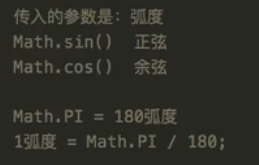 传入的参数是：弧度
Math.sin()  正弦
Math.cos()  余弦
Math.PI = 180弧度
1弧度 = Math.PI / 180;